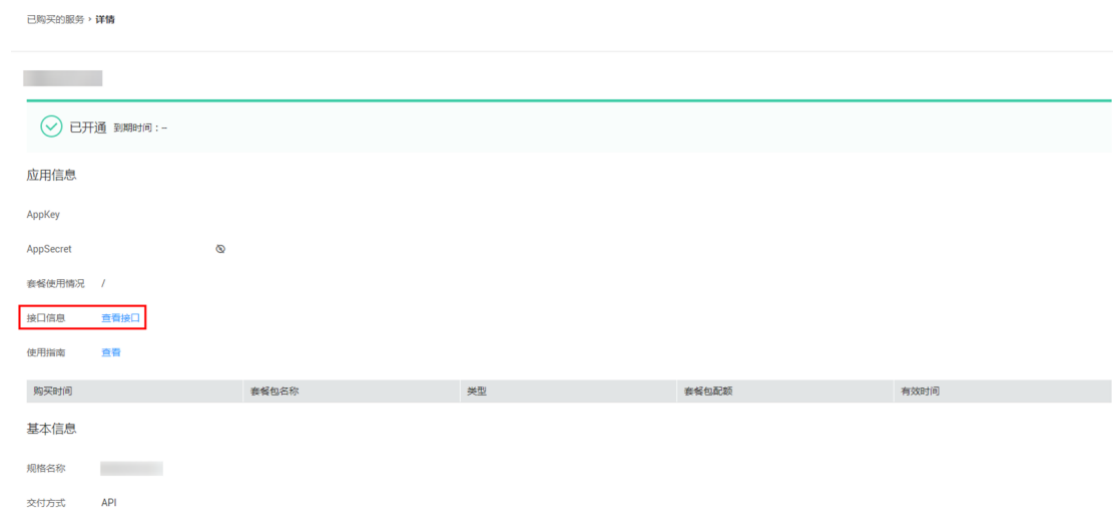 已购买的服务 › 详情
已开通 到期时间：--
应用信息
AppKey
AppSecret
套餐使用情况 /
接口信息 查看接口
使用指南 查看
购买时间 套餐包名称 类型 套餐包配额 有效时间
基本信息
规格名称
交付方式 API